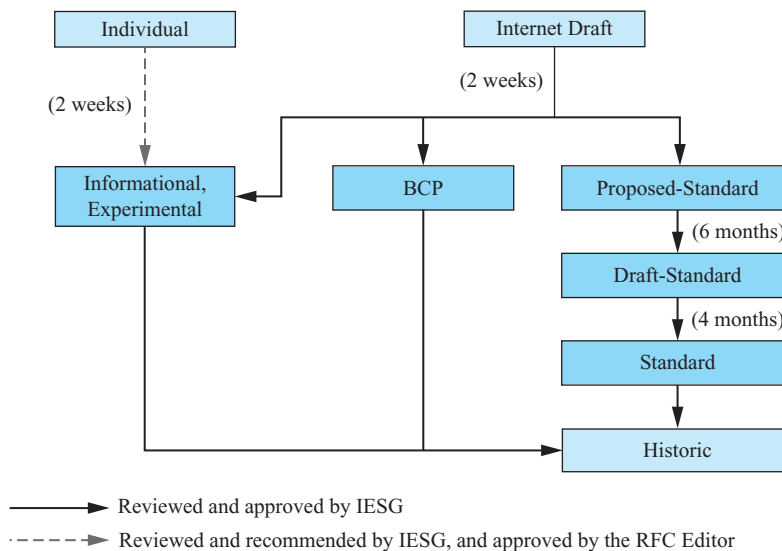 Individual
Internet Draft
(2 weeks)
(2 weeks)
Informational,
Experimental
BCP
Proposed-Standard
(6 months)
Draft-Standard
(4 months)
Standard
Historic
Reviewed and approved by IESG
Reviewed and recommended by IESG, and approved by the RFC Editor